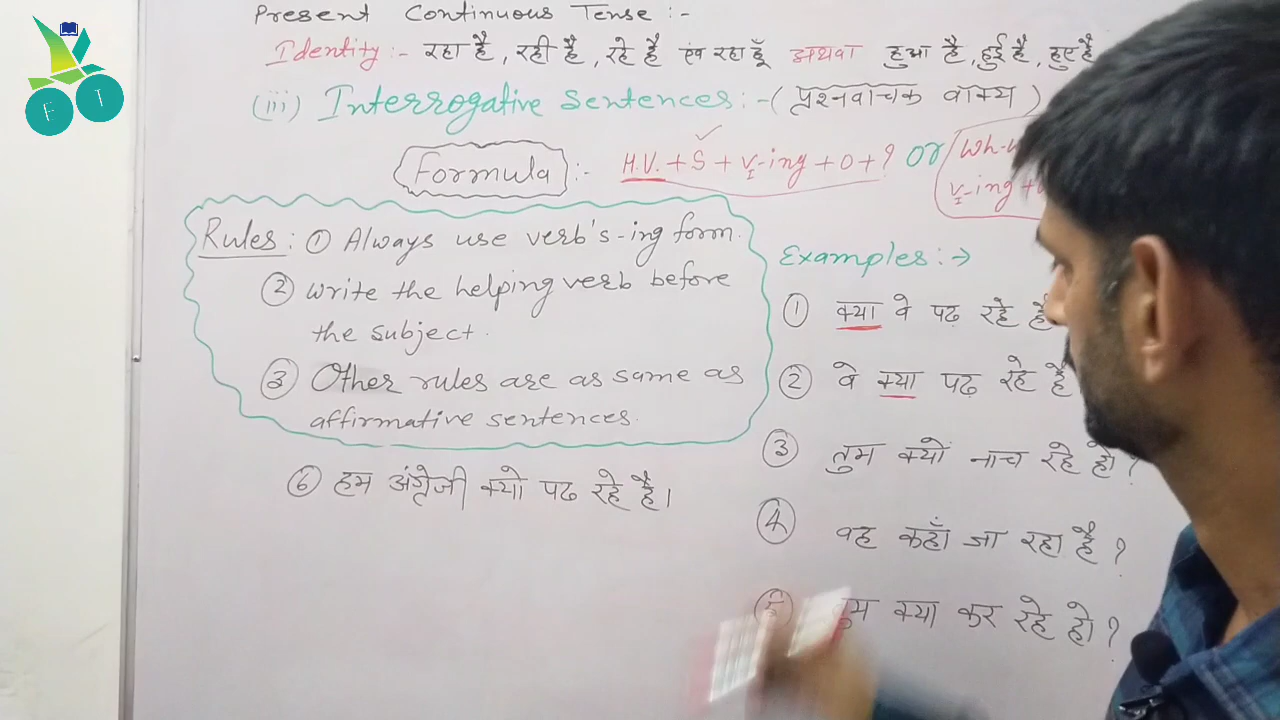 F T
Present Continuous Tense :-
Identity :- रहा है, रही है, रहे है एंव रहा हूँ अथवा हुआ है, हुई है, हुए है
(iii) Interrogative Sentences :- ( प्रश्नवाचक वाक्य )
Formula :- H.V. + S + V1-ing + O + ? or
V1-ing +
Rules : ① Always use verb's-ing form.
② Write the helping verb before
the subject.
③ Other rules are as same as
affirmative sentences.
⑥ हम अंग्रेजी क्यो पढ रहे है।
Examples :→
① क्या वे पढ़ रहे है
② वे क्या पढ रहे है
③ तुम क्यों नाच रहे हो ?
④ वह कहाँ जा रहा है ?
तुम क्या कर रहे हो ?